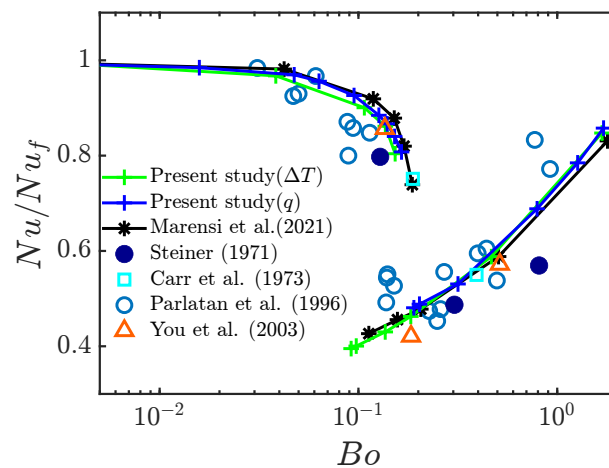 1
0.8
0.6
0.4
Nu/Nu_f
Present study(ΔT)
Present study(q)
Marensi et al.(2021)
Steiner (1971)
Carr et al. (1973)
Parlatan et al. (1996)
You et al. (2003)
10^{-2}
10^{-1}
10^{0}
Bo